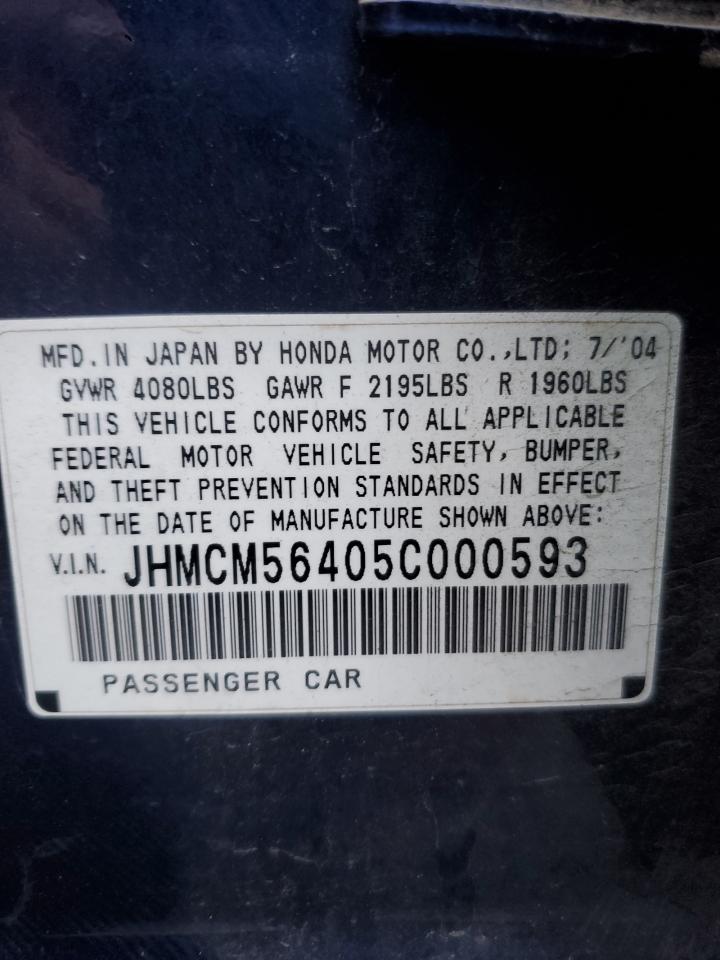 MFD. IN JAPAN BY HONDA MOTOR CO.,LTD; 7/'04
GVWR 4080LBS GAWR F 2195LBS R 1960LBS
THIS VEHICLE CONFORMS TO ALL APPLICABLE
FEDERAL MOTOR VEHICLE SAFETY, BUMPER,
AND THEFT PREVENTION STANDARDS IN EFFECT
ON THE DATE OF MANUFACTURE SHOWN ABOVE:
V.I.N. JHMCM56405C000593
PASSENGER CAR